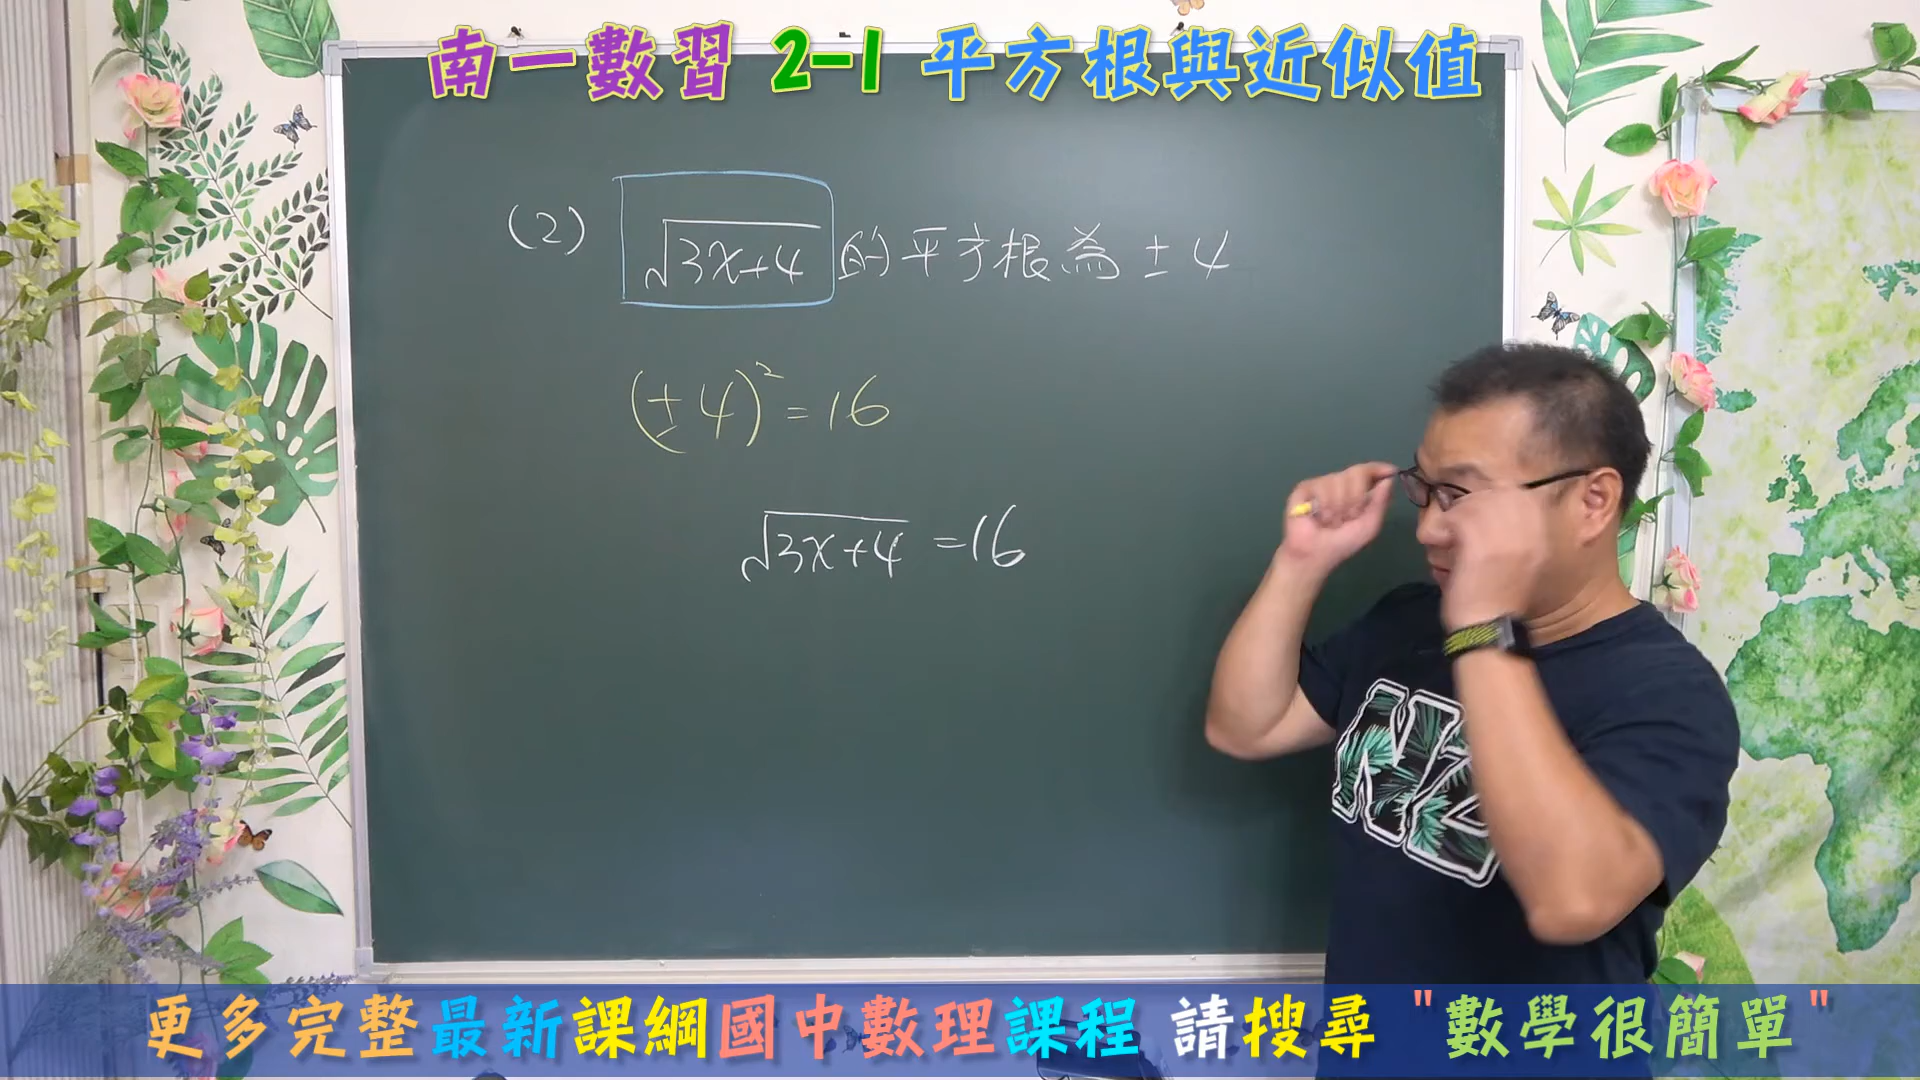 南一數習 2-1 平方根與近似值
(2) √3x+4 的平方根為 ± 4
(± 4)² = 16
√3x+4 = 16
NZ
更多完整最新課綱國中數理課程 請搜尋 "數學很簡單"